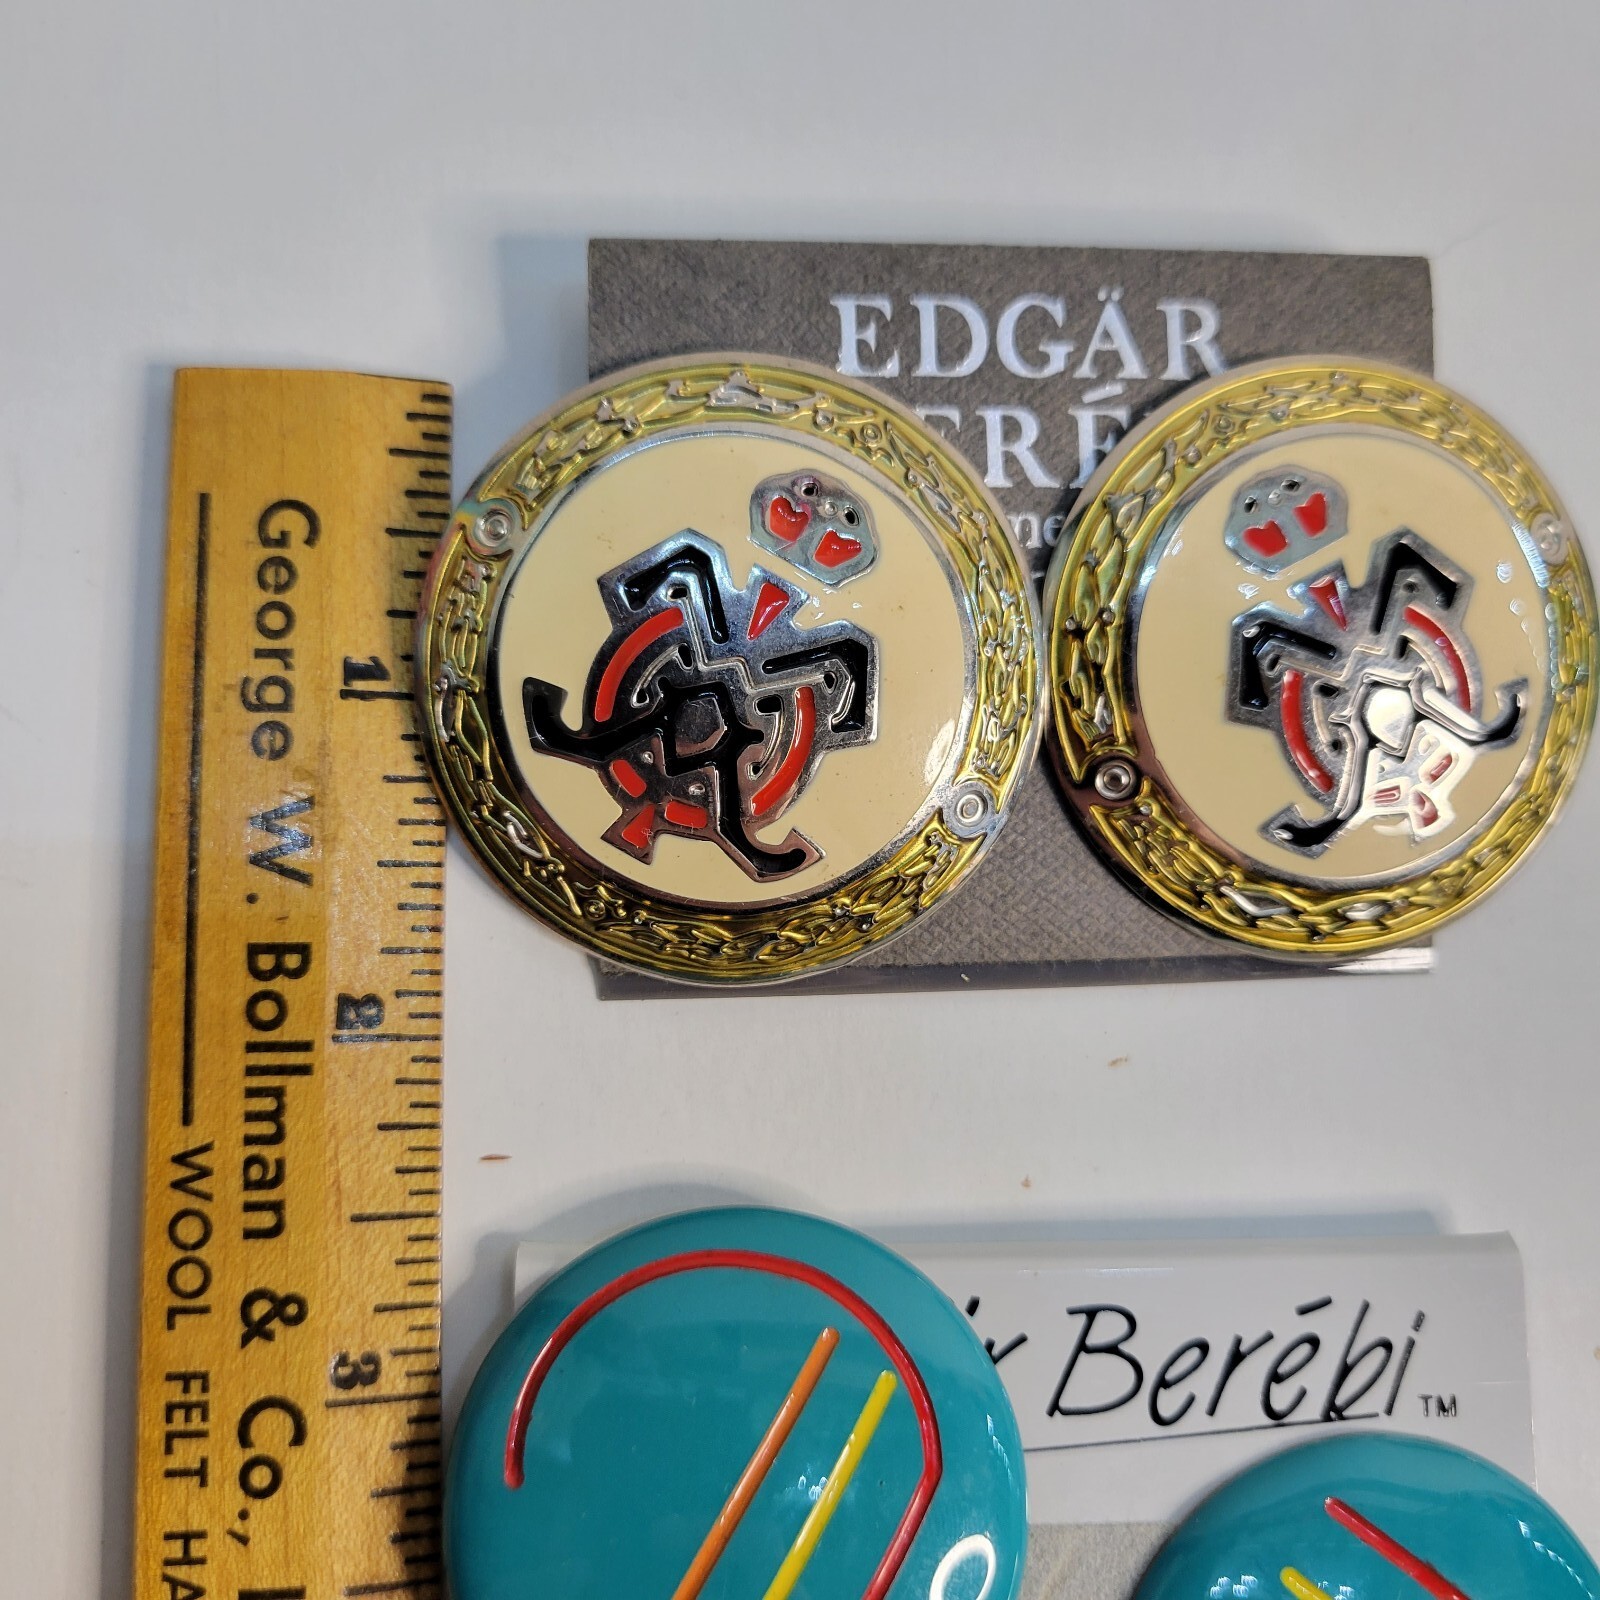 EDGÄR
George W. Bollman & Co.,
WOOL FELT
1
2
3
Berébi TM